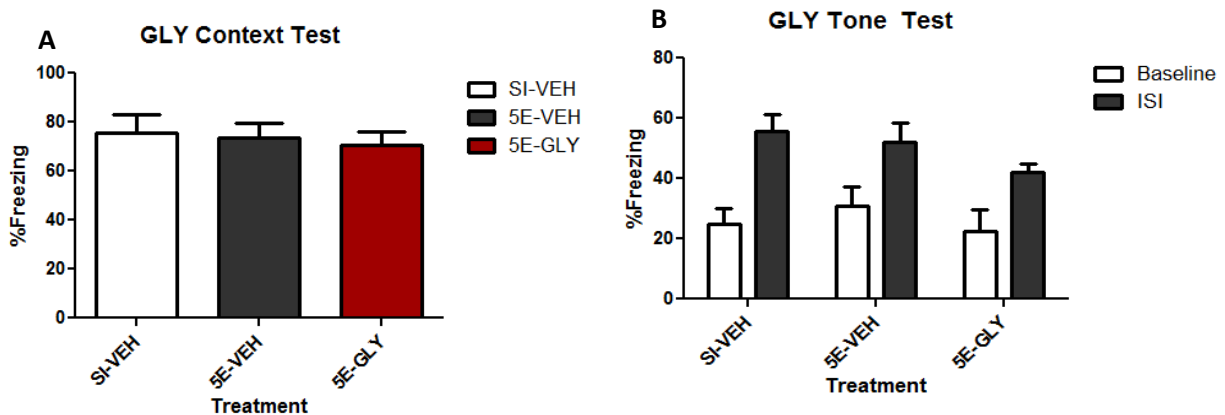 A
GLY Context Test
%Freezing
100
80
60
40
20
0
SI-VEH
5E-VEH
5E-GLY
Treatment
SI-VEH
5E-VEH
5E-GLY
B
GLY Tone Test
%Freezing
80
60
40
20
0
SI-VEH
5E-VEH
5E-GLY
Treatment
Baseline
ISI